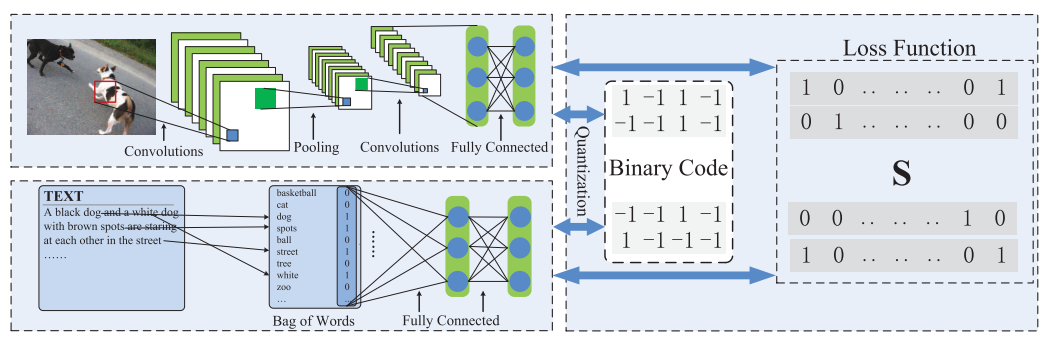 Convolutions
Pooling
Convolutions
Fully Connected
TEXT
A black dog and a white dog
with brown spots are staring
at each other in the street
......
basketball 0
cat 0
dog 1
spots 1
ball 0
street 1
tree 0
white 1
zoo 0
... ...
Bag of Words
Fully Connected
Quantization
1 -1 1 -1
-1 -1 1 -1
Binary Code
-1 -1 1 -1
1 -1 -1 -1
Loss Function
1 0 .. .. .. 0 1
0 1 .. .. .. 0 0
S
0 0 .. .. .. 1 0
1 0 .. .. .. 0 1